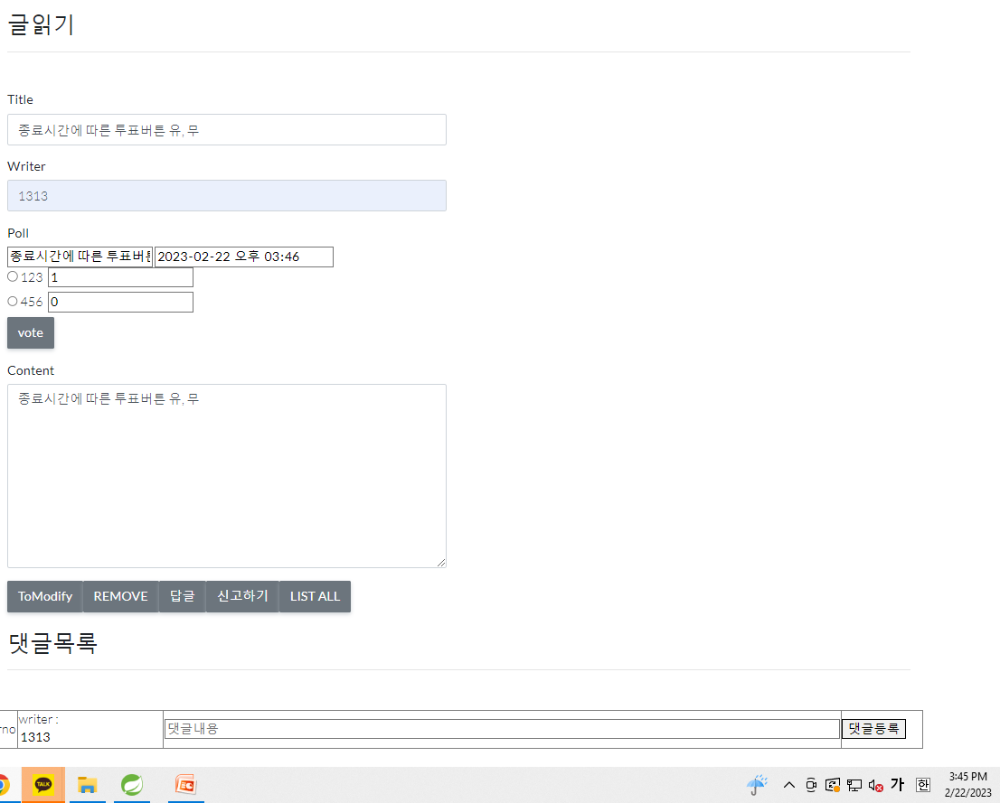 글읽기
Title
종료시간에 따른 투표버튼 유, 무
Writer
1313
Poll
종료시간에 따른 투표버튼 2023-02-22 오후 03:46
123 1
456 0
vote
Content
종료시간에 따른 투표버튼 유, 무
ToModify REMOVE 답글 신고하기 LIST ALL
댓글목록
rno writer : 댓글내용 댓글등록
1313
TALK 가 한 3:45 PM
2/22/2023